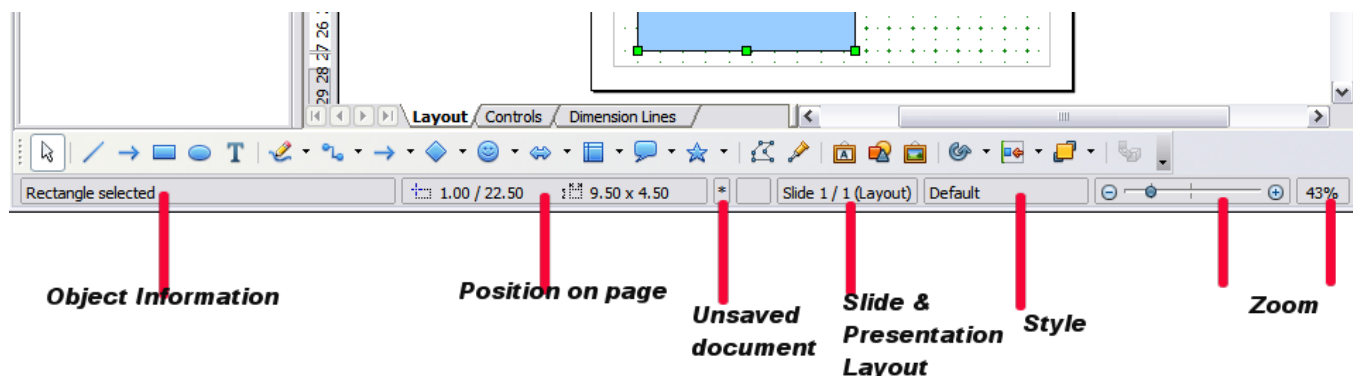 26
27
28
29
Layout Controls Dimension Lines
T
A
Rectangle selected 1.00 / 22.50 9.50 x 4.50 * Slide 1 / 1 (Layout) Default 43%
Object Information
Position on page
Unsaved
document
Slide &
Presentation
Layout
Style
Zoom